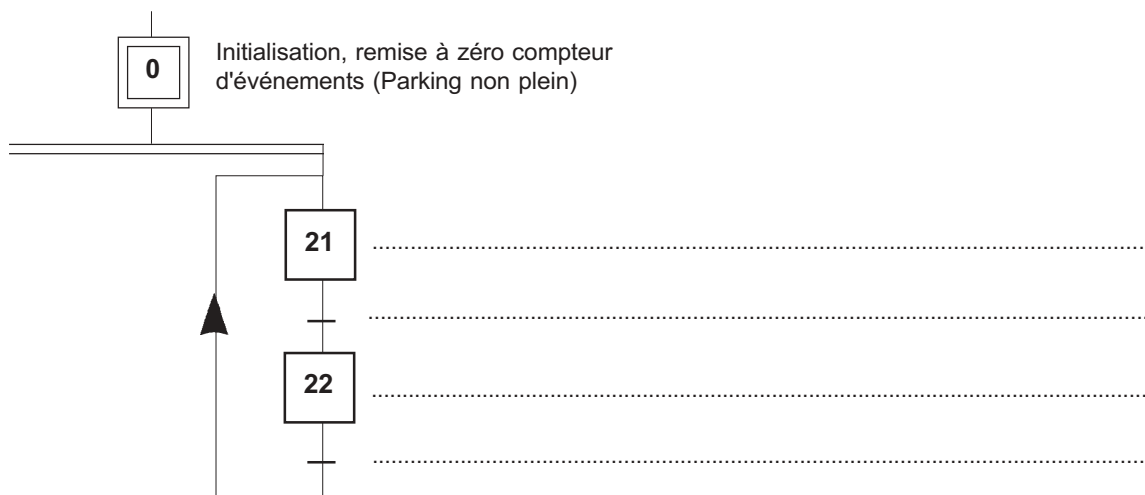 0
Initialisation, remise à zéro compteur
d'événements (Parking non plein)
21 ........................................................................................................................
........................................................................................................................
22 ........................................................................................................................
........................................................................................................................